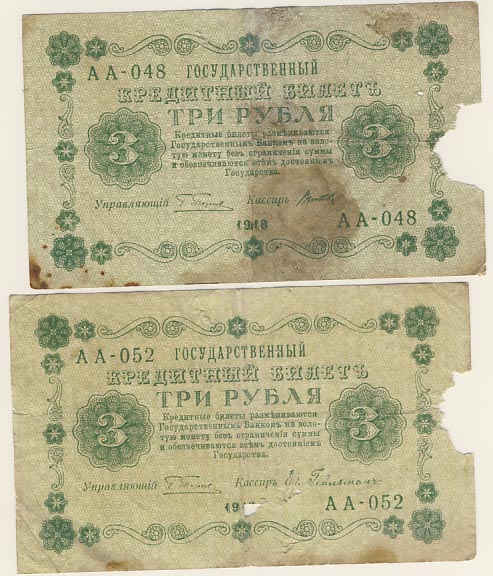 АА-048 ГОСУДАРСТВЕННЫЙ
КРЕДИТНЫЙ БИЛЕТЪ
ТРИ РУБЛЯ
3 3
Кредитные билеты размѣниваются
Государственнымъ Банкомъ на золо-
тую монету безъ ограниченія суммы
и обезпечиваются всѣмъ достояніемъ
Государства.
Управляющій Кассиръ
1918 АА-048
АА-052 ГОСУДАРСТВЕННЫЙ
КРЕДИТНЫЙ БИЛЕТЪ
ТРИ РУБЛЯ
3 3
Кредитные билеты размѣниваются
Государственнымъ Банкомъ на золо-
тую монету безъ ограниченія суммы
и обезпечиваются всѣмъ достояніемъ
Государства.
Управляющій Кассиръ
19 АА-052